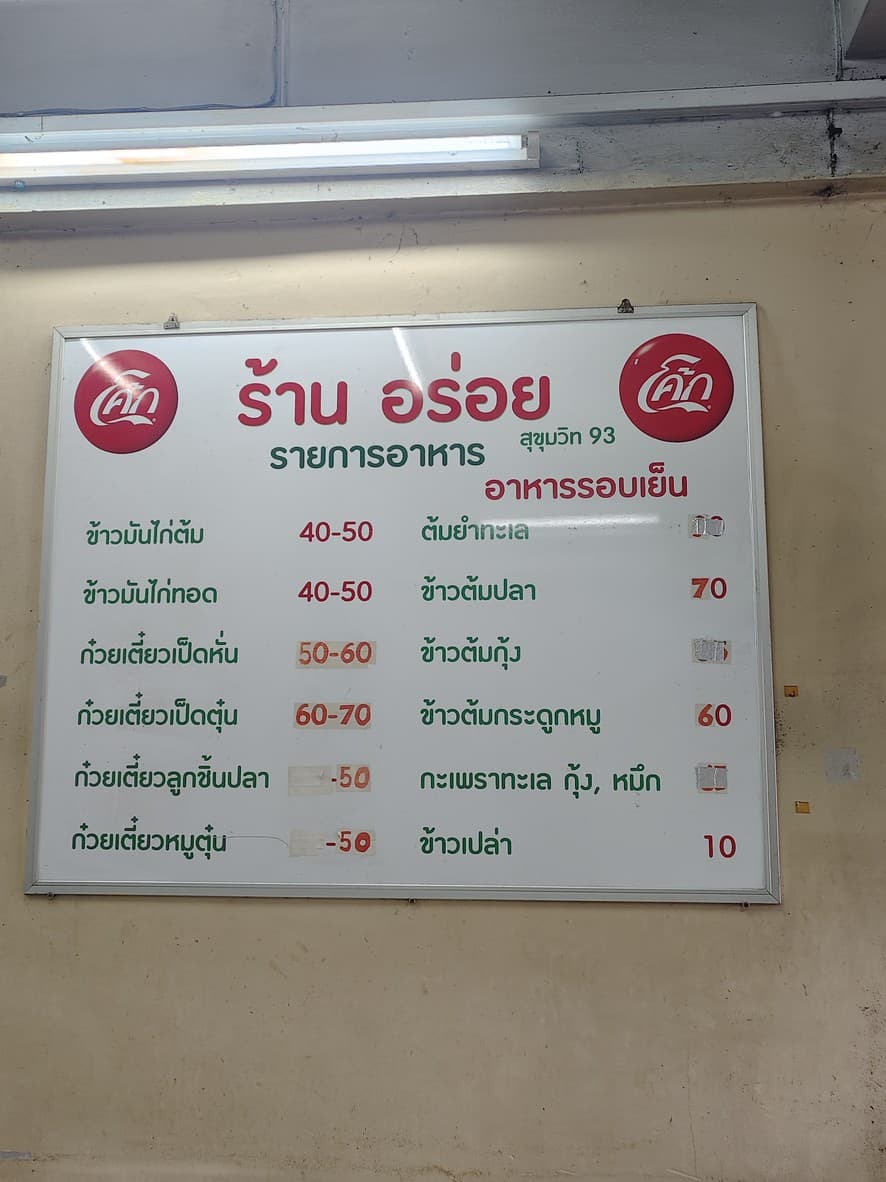 โค้ก
ร้าน อร่อย
โค้ก
รายการอาหาร
สุขุมวิท 93
อาหารรอบเย็น
ข้าวมันไก่ต้ม 40-50
ข้าวมันไก่ทอด 40-50
ก๋วยเตี๋ยวเป็ดหั่น 50-60
ก๋วยเตี๋ยวเป็ดตุ๋น 60-70
ก๋วยเตี๋ยวลูกชิ้นปลา -50
ก๋วยเตี๋ยวหมูตุ๋น -50
ต้มยำทะเล
ข้าวต้มปลา 70
ข้าวต้มกุ้ง
ข้าวต้มกระดูกหมู 60
กะเพราทะเล กุ้ง, หมึก
ข้าวเปล่า 10